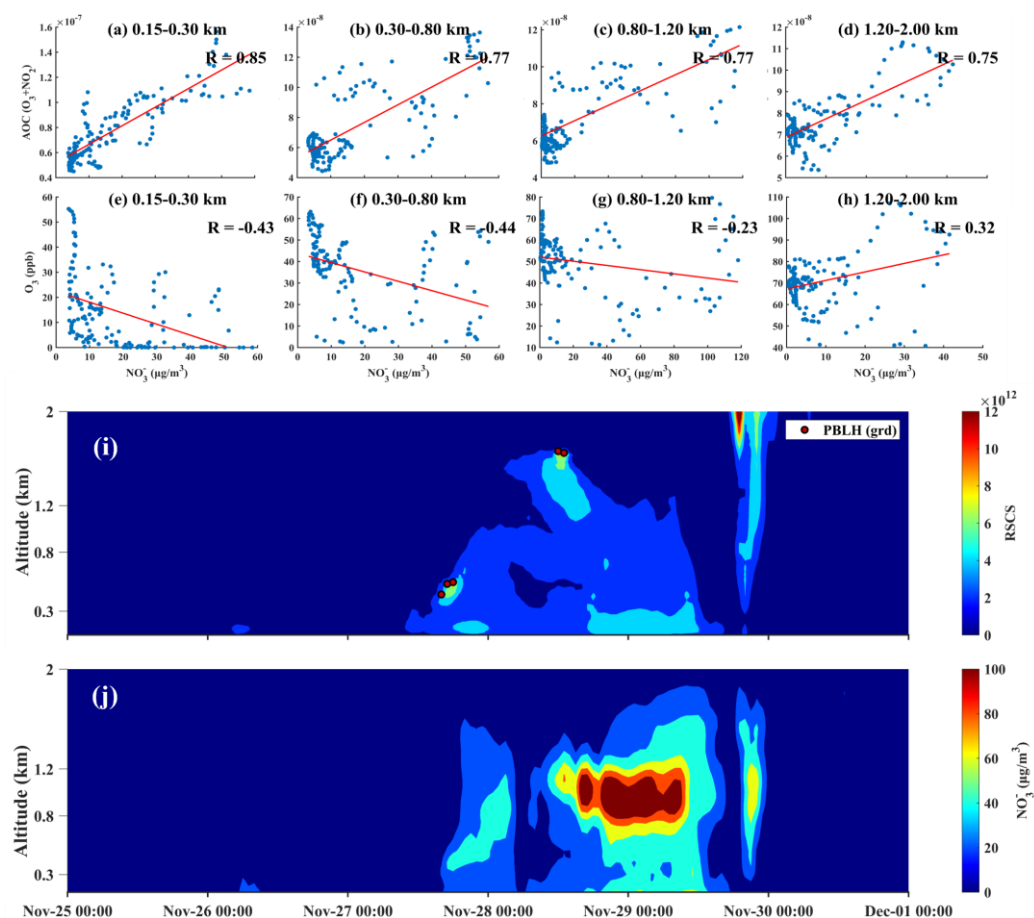 ×10⁻⁷ ×10⁻⁸ ×10⁻⁸ ×10⁻⁸
(a) 0.15-0.30 km (b) 0.30-0.80 km (c) 0.80-1.20 km (d) 1.20-2.00 km
R = 0.85 R = 0.77 R = 0.77 R = 0.75
AOC (O₃+NO₂)
1.6 14 12 12
1.4 12 11
1.2 10 10
1 10 9
0.8 8 8 8
0.6 6 6 7
0.4 4 4 6
5
(e) 0.15-0.30 km (f) 0.30-0.80 km (g) 0.80-1.20 km (h) 1.20-2.00 km
R = -0.43 R = -0.44 R = -0.23 R = 0.32
O₃ (ppb)
60 70 80 110
50 60 70 100
40 50 60 90
30 40 50 80
20 30 40 70
10 20 30 60
0 10 20 50
0 10 40
0 30
0 10 20 30 40 50 60 0 10 20 30 40 50 60 0 20 40 60 80 100 120 0 10 20 30 40 50
NO₃⁻ (µg/m³) NO₃⁻ (µg/m³) NO₃⁻ (µg/m³) NO₃⁻ (µg/m³)
(i)
PBLH (grd)
Altitude (km)
2
1.2
0.8
0.3
×10¹²
12
10
8
6
4
2
0
RSCS
(j)
Altitude (km)
2
1.2
0.8
0.3
100
80
60
40
20
0
NO₃⁻ (µg/m³)
Nov-25 00:00 Nov-26 00:00 Nov-27 00:00 Nov-28 00:00 Nov-29 00:00 Nov-30 00:00 Dec-01 00:00